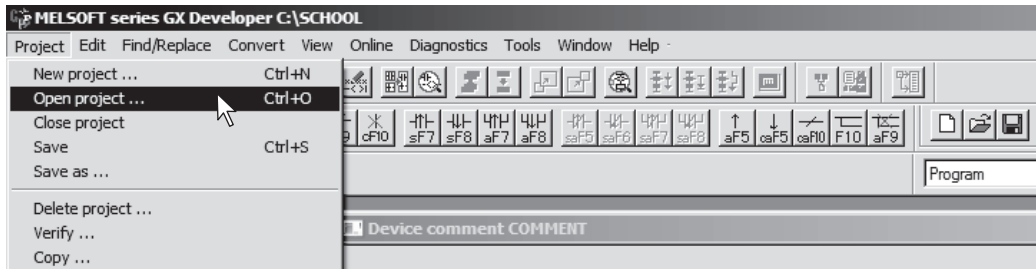 MELSOFT series GX Developer C:\SCHOOL
Project Edit Find/Replace Convert View Online Diagnostics Tools Window Help
New project ... Ctrl+N
Open project ... Ctrl+O
Close project
Save Ctrl+S
Save as ...
Delete project ...
Verify ...
Copy ...
9 cF10 sF7 sF8 aF7 aF8 saF5 saF6 saF7 saF8 aF5 caF5 caF10 F10 aF9
Program
Device comment COMMENT